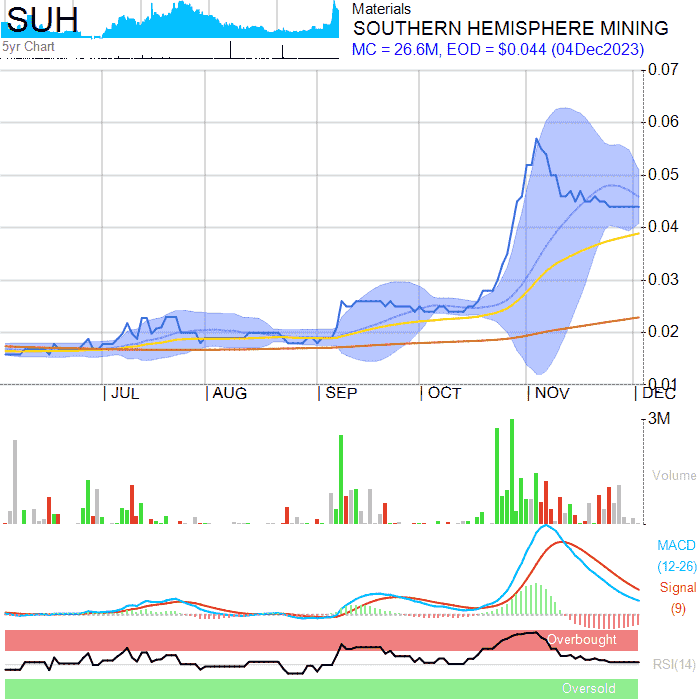 SUH
5yr Chart
Materials
SOUTHERN HEMISPHERE MINING
MC = 26.6M, EOD = $0.044 (04Dec2023)
0.07
0.06
0.05
0.04
0.03
0.02
0.01
| JUL | AUG | SEP | OCT | NOV | DEC
3M
Volume
MACD
(12-26)
Signal
(9)
Overbought
RSI(14)
Oversold